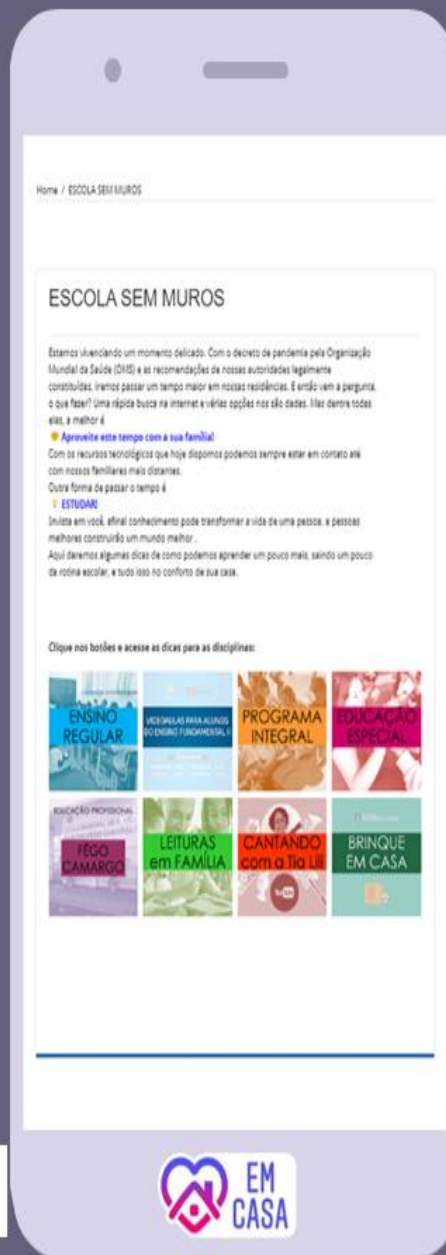 Home / ESCOLA SEM MUROS
ESCOLA SEM MUROS
Estamos vivenciando um momento delicado. Com o decreto de pandemia pela Organização
Mundial da Saúde (OMS) e as recomendações de nossas autoridades legalmente
constituídas, iremos passar um tempo maior em nossas residências. E então vem a pergunta,
o que fazer? Uma rápida busca na internet e várias opções nos são dadas. Mas dentre todas
elas, a melhor é
Aproveite este tempo com a sua família!
Com os recursos tecnológicos que hoje dispomos podemos sempre estar em contato até
com nossos familiares mais distantes.
Outra forma de passar o tempo é
ESTUDAR!
Invista em você, afinal conhecimento pode transformar a vida de uma pessoa, e pessoas
melhores construirão um mundo melhor .
Aqui daremos algumas dicas de como podemos aprender um pouco mais, saindo um pouco
da rotina escolar, e tudo isso no conforto de sua casa.
Clique nos botões e acesse as dicas para as disciplinas:
ENSINO
REGULAR
VIDEOAULAS PARA ALUNOS
DO ENSINO FUNDAMENTAL II
PROGRAMA
INTEGRAL
EDUCAÇÃO
ESPECIAL
EDUCAÇÃO PROFISSIONAL
FÊGO
CAMARGO
LEITURAS
em FAMÍLIA
CANTANDO
com a Tia Lili
BRINQUE
EM CASA
EM
CASA